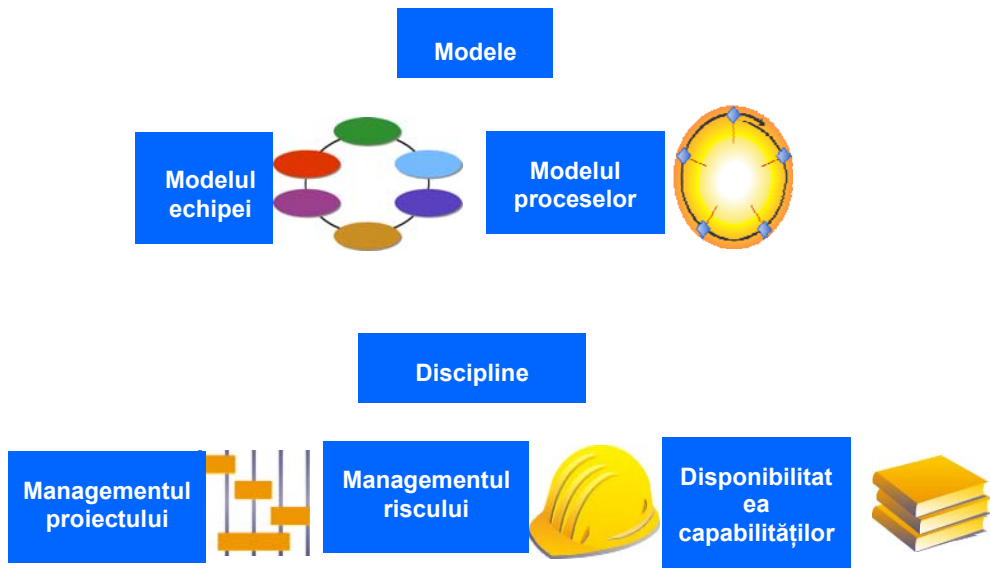 Modele
Modelul
echipei
Modelul
proceselor
Discipline
Managementul
proiectului
Managementul
riscului
Disponibilitat
ea
capabilităților